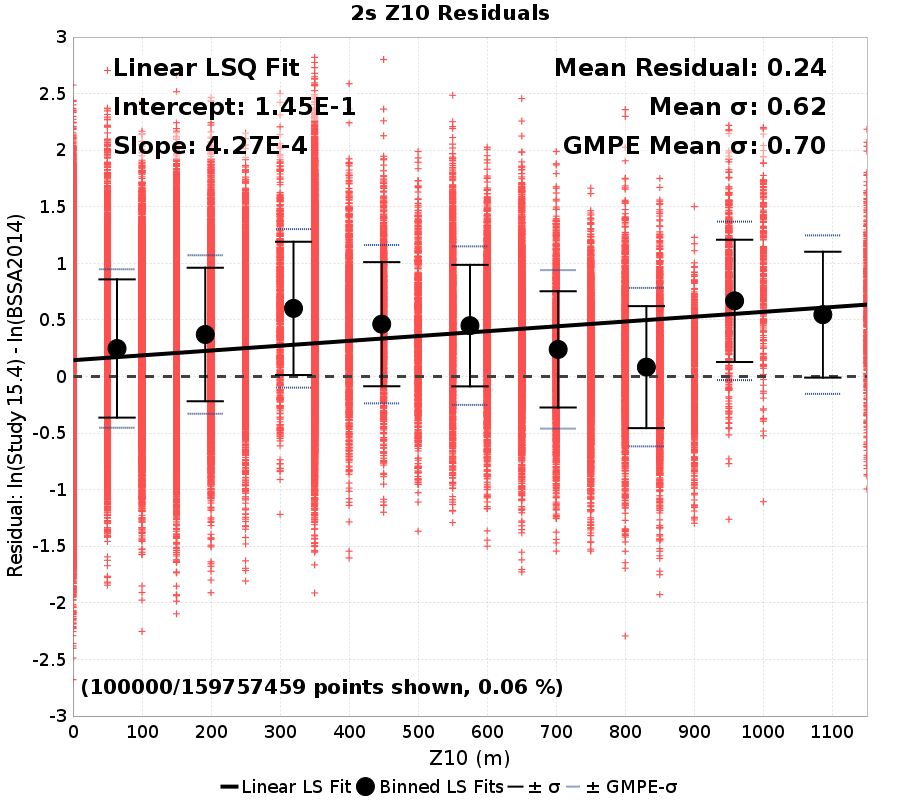 2s Z10 Residuals
Linear LSQ Fit
Intercept: 1.45E-1
Slope: 4.27E-4
Mean Residual: 0.24
Mean σ: 0.62
GMPE Mean σ: 0.70
Residual: ln(Study 15.4) - ln(BSSA2014)
3
2.5
2
1.5
1
0.5
0
-0.5
-1
-1.5
-2
-2.5
-3
(100000/159757459 points shown, 0.06 %)
0 100 200 300 400 500 600 700 800 900 1000 1100
Z10 (m)
Linear LS Fit Binned LS Fits ± σ ± GMPE-σ